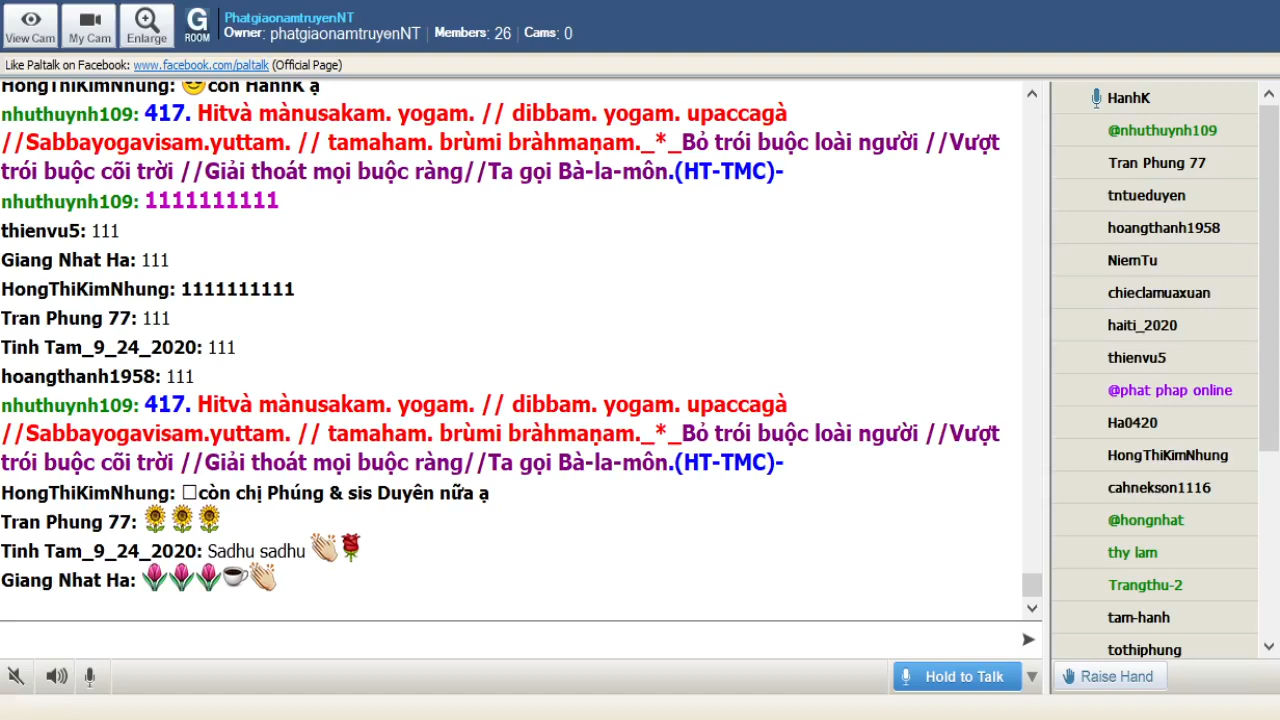 View Cam
My Cam
Enlarge
G
ROOM
PhatgiaonamtruyenNT
Owner: phatgiaonamtruyenNT | Members: 26 | Cams: 0
Like Paltalk on Facebook: www.facebook.com/paltalk (Official Page)
HongThiKimNhung: còn HanhK ạ
nhuthuynh109: 417. Hitvà mànusakam. yogam. // dibbam. yogam. upaccagà
//Sabbayogavisam.yuttam. // tamaham. brùmi bràhmaṇam._*_Bỏ trói buộc loài người //Vượt
trói buộc cõi trời //Giải thoát mọi buộc ràng//Ta gọi Bà-la-môn.(HT-TMC)-
nhuthuynh109: 1111111111
thienvu5: 111
Giang Nhat Ha: 111
HongThiKimNhung: 1111111111
Tran Phung 77: 111
Tinh Tam_9_24_2020: 111
hoangthanh1958: 111
nhuthuynh109: 417. Hitvà mànusakam. yogam. // dibbam. yogam. upaccagà
//Sabbayogavisam.yuttam. // tamaham. brùmi bràhmaṇam._*_Bỏ trói buộc loài người //Vượt
trói buộc cõi trời //Giải thoát mọi buộc ràng//Ta gọi Bà-la-môn.(HT-TMC)-
HongThiKimNhung: còn chị Phúng & sis Duyên nữa ạ
Tran Phung 77:
Tinh Tam_9_24_2020: Sadhu sadhu
Giang Nhat Ha:
Hold to Talk
HanhK
@nhuthuynh109
Tran Phung 77
tntueduyen
hoangthanh1958
NiemTu
chieclamuaxuan
haiti_2020
thienvu5
@phat phap online
Ha0420
HongThiKimNhung
cahnekson1116
@hongnhat
thy lam
Trangthu-2
tam-hanh
tothiphung
Raise Hand